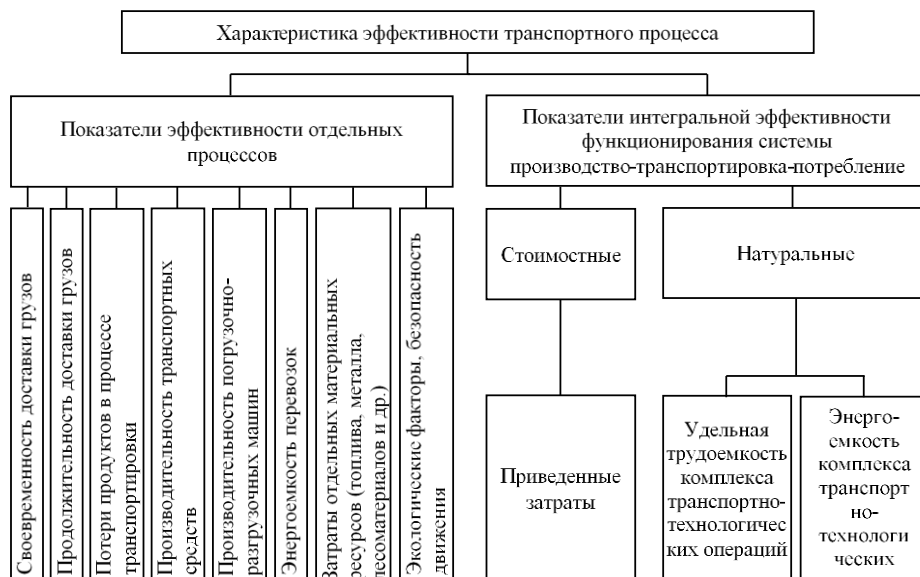 Характеристика эффективности транспортного процесса
Показатели эффективности отдельных
процессов
Показатели интегральной эффективности
функционирования системы
производство-транспортировка-потребление
Своевременность доставки грузов
Продолжительность доставки грузов
Потери продуктов в процессе
транспортировки
Производительность транспортных
средств
Производительность погрузочно-
разгрузочных машин
Энергоемкость перевозок
Затраты отдельных материальных
ресурсов (топлива, металла,
лесоматериалов и др.)
Экологические факторы, безопасность
движения
Стоимостные
Натуральные
Приведенные
затраты
Удельная
трудоемкость
комплекса
транспортно-
технологичес
ких операций
Энерго-
емкость
комплекса
транспорт
но-
технологи
ческих